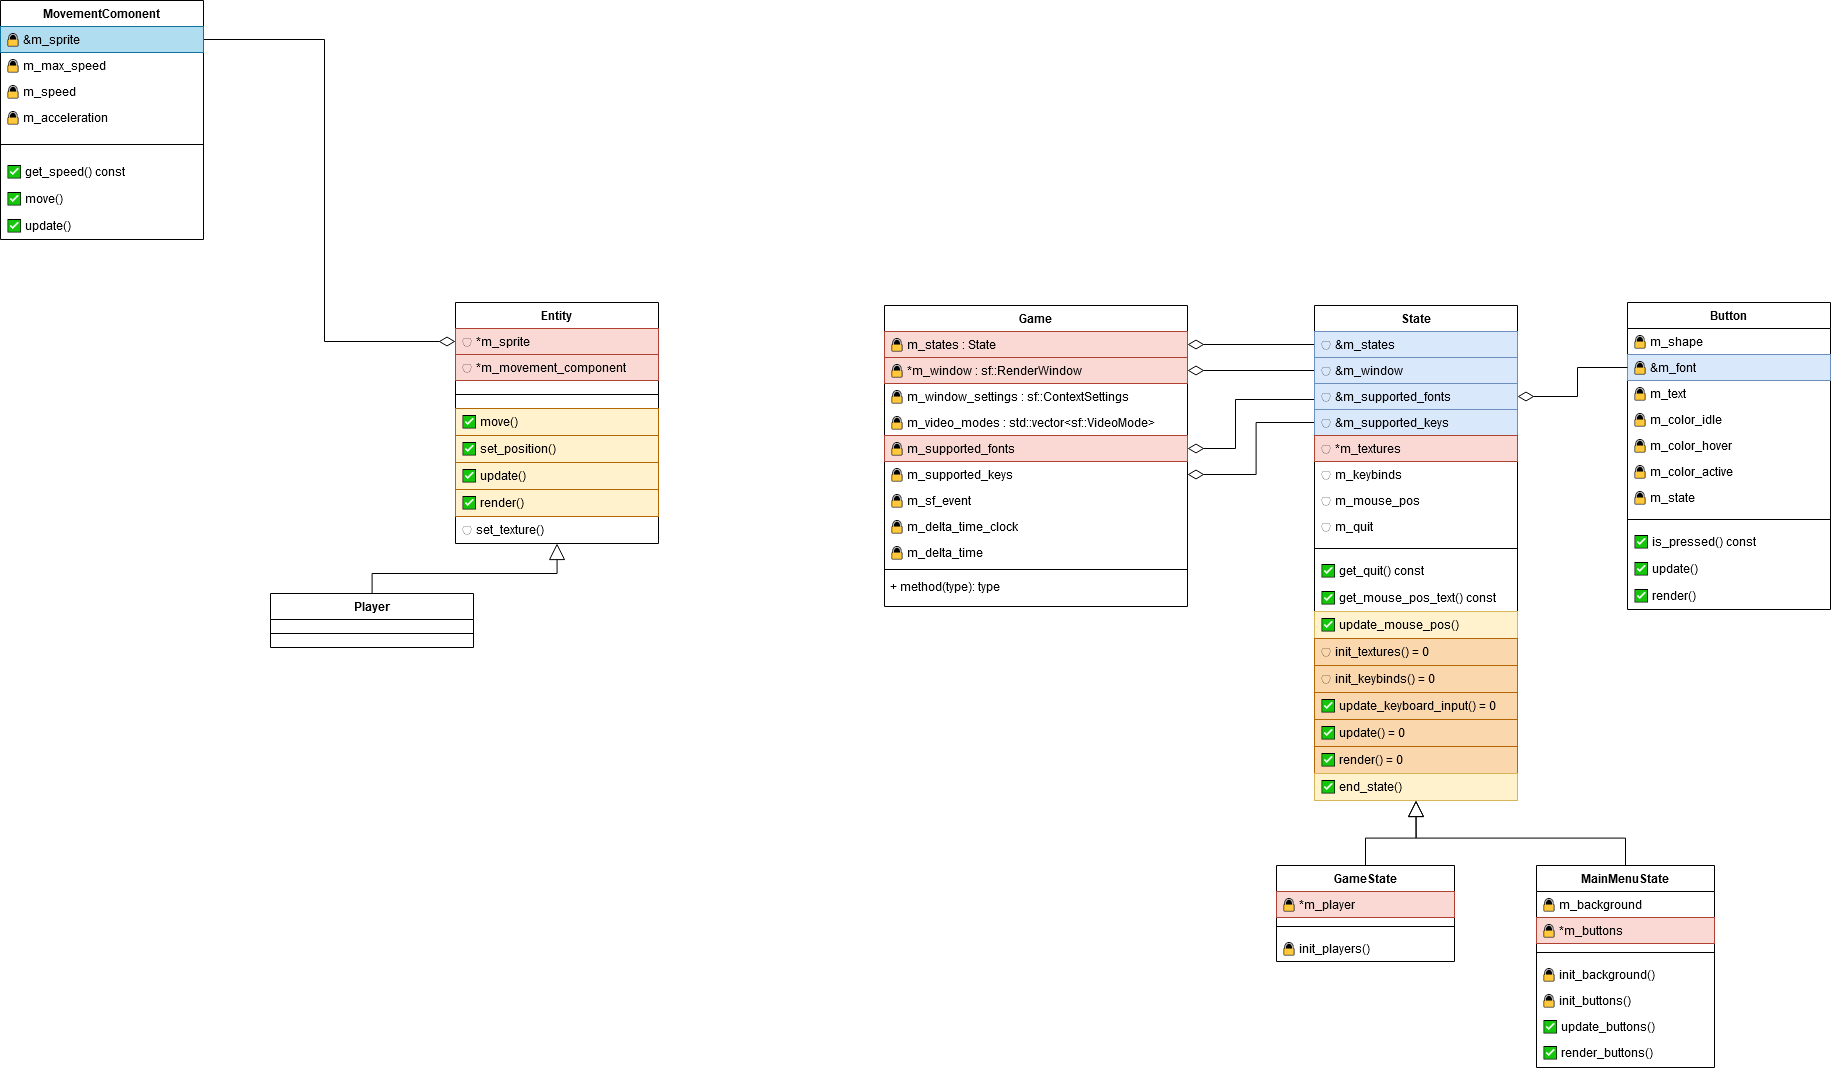 MovementComonent
&m_sprite
m_max_speed
m_speed
m_acceleration
get_speed() const
move()
update()
Entity
*m_sprite
*m_movement_component
move()
set_position()
update()
render()
set_texture()
Player
Game
m_states : State
*m_window : sf::RenderWindow
m_window_settings : sf::ContextSettings
m_video_modes : std::vector<sf::VideoMode>
m_supported_fonts
m_supported_keys
m_sf_event
m_delta_time_clock
m_delta_time
+ method(type): type
State
&m_states
&m_window
&m_supported_fonts
&m_supported_keys
*m_textures
m_keybinds
m_mouse_pos
m_quit
get_quit() const
get_mouse_pos_text() const
update_mouse_pos()
init_textures() = 0
init_keybinds() = 0
update_keyboard_input() = 0
update() = 0
render() = 0
end_state()
Button
m_shape
&m_font
m_text
m_color_idle
m_color_hover
m_color_active
m_state
is_pressed() const
update()
render()
GameState
*m_player
init_players()
MainMenuState
m_background
*m_buttons
init_background()
init_buttons()
update_buttons()
render_buttons()